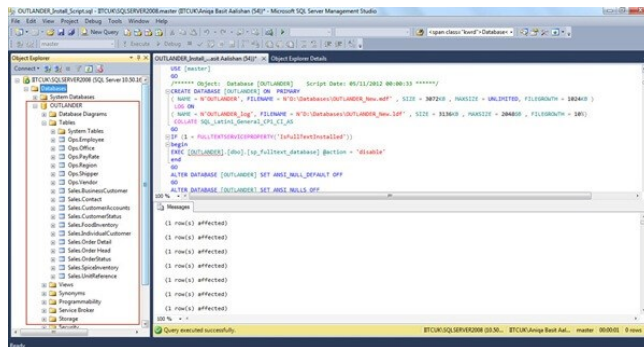 OUTLANDER_Install_Script.sql - BTCUK\SQLSERVER2008.master (BTCUK\Aniqa Basit Aalishan (54))* - Microsoft SQL Server Management Studio
File Edit View Project Debug Tools Window Help
New Query
<span class="kwd">Database<
master
Execute
Debug
Object Explorer
Connect
BTCUK\SQLSERVER2008 (SQL Server 10.50.16
Databases
System Databases
OUTLANDER
Database Diagrams
Tables
System Tables
Ops.Employee
Ops.Office
Ops.PayRate
Ops.Region
Ops.Shipper
Ops.Vendor
Sales.BusinessCustomer
Sales.Contact
Sales.CustomerAccounts
Sales.CustomerStatus
Sales.FoodInventory
Sales.IndividualCustomer
Sales.Order Detail
Sales.Order Head
Sales.OrderStatus
Sales.SpiceInventory
Sales.UnitReference
Views
Synonyms
Programmability
Service Broker
Storage
Security
OUTLANDER_Install_...asit Aalishan (54))* Object Explorer Details
USE [master]
GO
/****** Object: Database [OUTLANDER] Script Date: 05/11/2012 00:00:33 ******/
CREATE DATABASE [OUTLANDER] ON PRIMARY
( NAME = N'OUTLANDER', FILENAME = N'D:\Databases\OUTLANDER_New.mdf' , SIZE = 3072KB , MAXSIZE = UNLIMITED, FILEGROWTH = 1024KB )
LOG ON
( NAME = N'OUTLANDER_log', FILENAME = N'D:\Databases\OUTLANDER_New.ldf' , SIZE = 3136KB , MAXSIZE = 2048GB , FILEGROWTH = 10%)
COLLATE SQL_Latin1_General_CP1_CI_AS
GO
IF (1 = FULLTEXTSERVICEPROPERTY('IsFullTextInstalled'))
begin
EXEC [OUTLANDER].[dbo].[sp_fulltext_database] @action = 'disable'
end
GO
ALTER DATABASE [OUTLANDER] SET ANSI_NULL_DEFAULT OFF
GO
ALTER DATABASE [OUTLANDER] SET ANSI_NULLS OFF
100 %
Messages
(1 row(s) affected)
(1 row(s) affected)
(1 row(s) affected)
(1 row(s) affected)
(1 row(s) affected)
(1 row(s) affected)
(1 row(s) affected)
100 %
Query executed successfully.
BTCUK\SQLSERVER2008 (10.50... BTCUK\Aniqa Basit Aal... master 00:00:01 0 rows
Ready